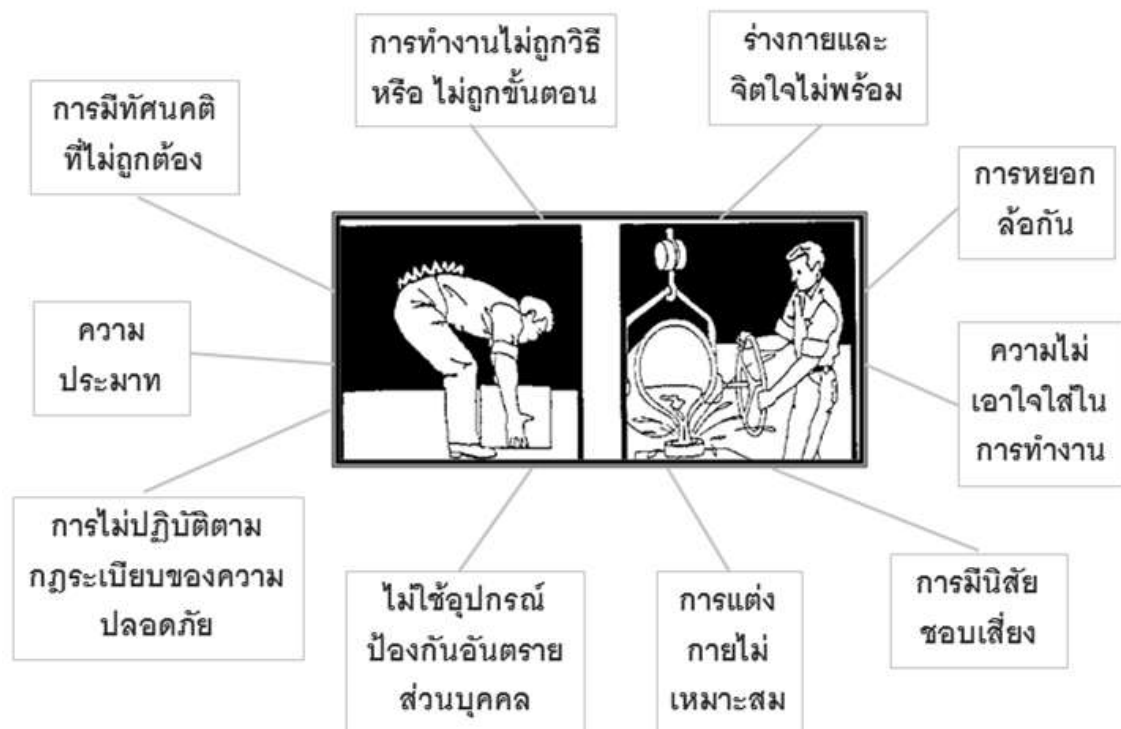 การทำงานไม่ถูกวิธี
หรือ ไม่ถูกขั้นตอน
ร่างกายและ
จิตใจไม่พร้อม
การมีทัศนคติ
ที่ไม่ถูกต้อง
การหยอก
ล้อกัน
ความ
ประมาท
ความไม่
เอาใจใส่ใน
การทำงาน
การไม่ปฏิบัติตาม
กฎระเบียบของความ
ปลอดภัย
ไม่ใช้อุปกรณ์
ป้องกันอันตราย
ส่วนบุคคล
การแต่ง
กายไม่
เหมาะสม
การมีนิสัย
ชอบเสี่ยง